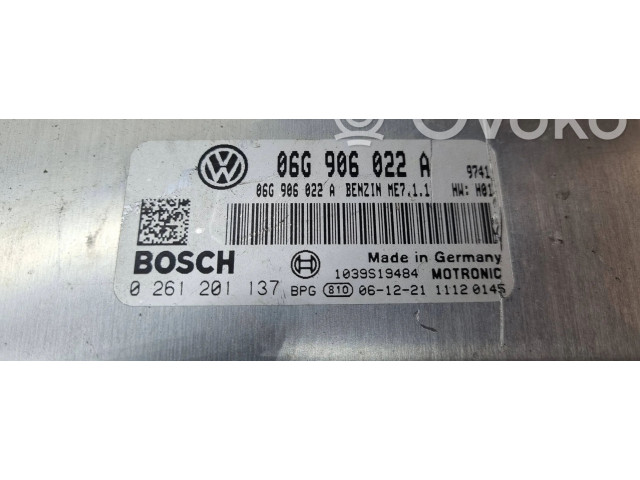 Ovoko
06G 906 022 A 9741
06G 906 022 A BENZIN ME7.1.1 HW: H01
Made in Germany
BOSCH 1039S19484 MOTRONIC
0 261 201 137 BPG 810 06-12-21 1112 0145